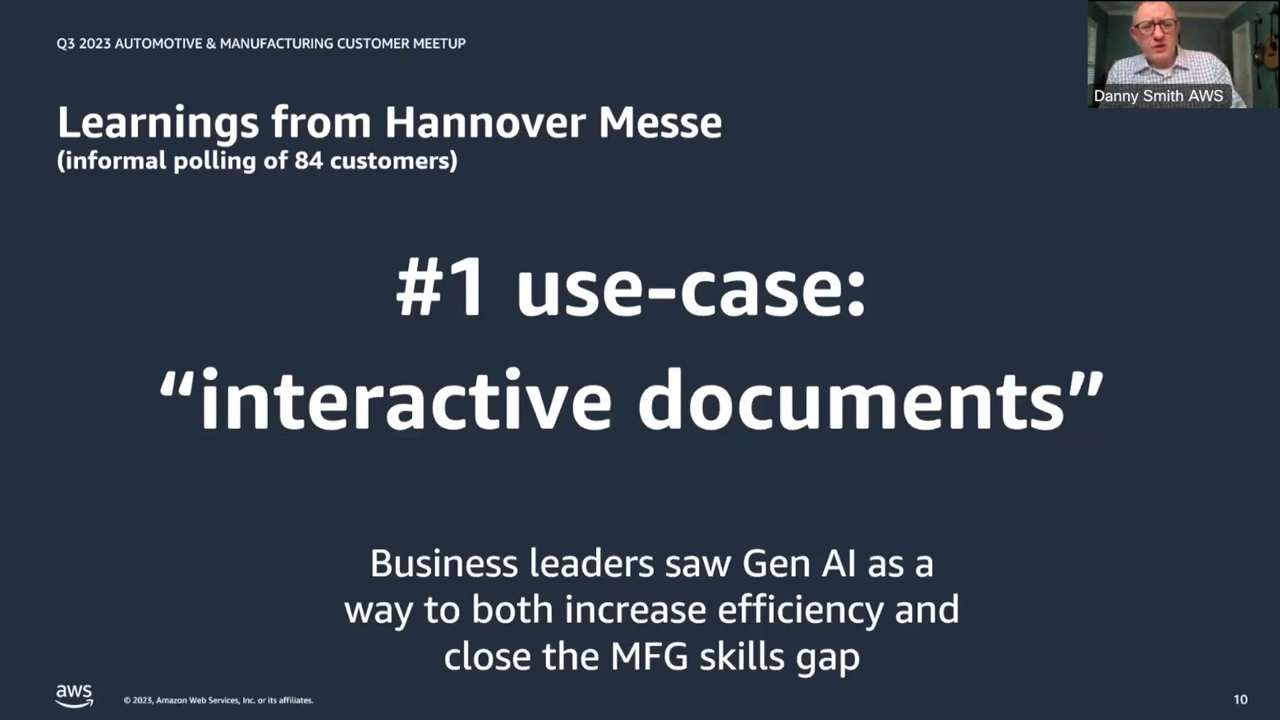 Q3 2023 AUTOMOTIVE & MANUFACTURING CUSTOMER MEETUP
Danny Smith AWS
Learnings from Hannover Messe
(informal polling of 84 customers)
#1 use-case:
“interactive documents”
Business leaders saw Gen AI as a
way to both increase efficiency and
close the MFG skills gap
aws
© 2023, Amazon Web Services, Inc. or its affiliates.
10